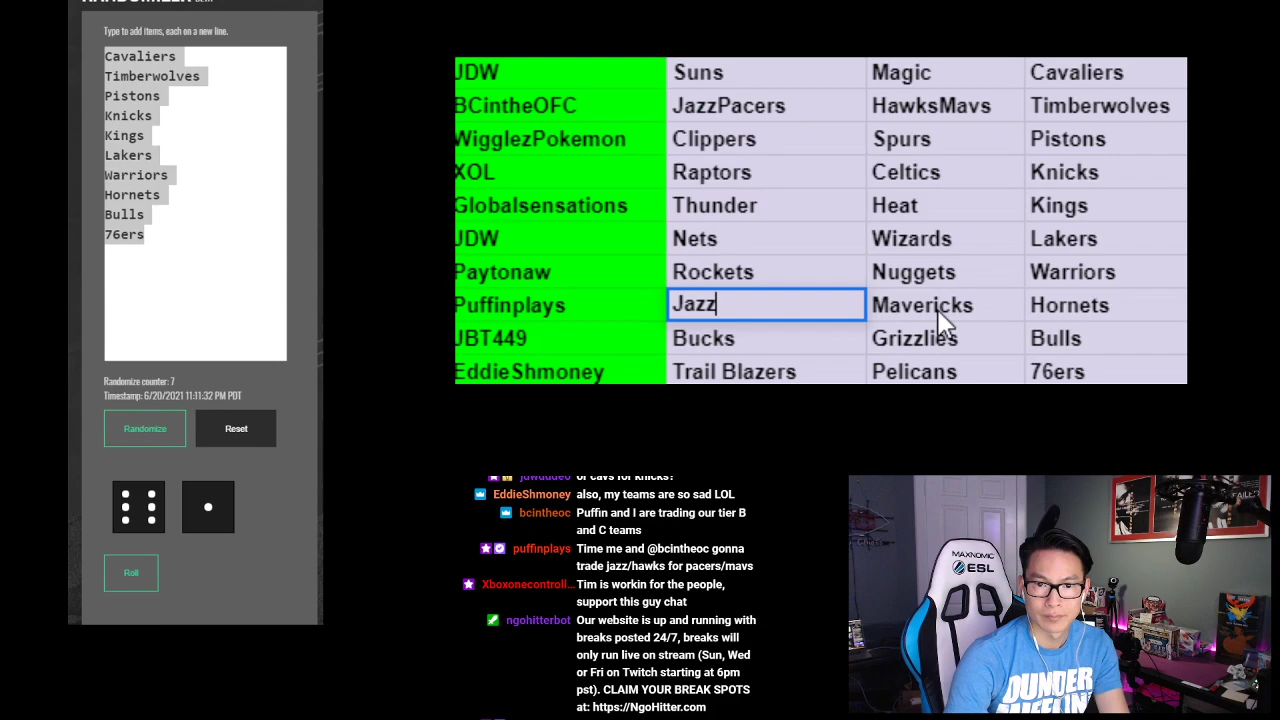 Type to add items, each on a new line.
Cavaliers
Timberwolves
Pistons
Knicks
Kings
Lakers
Warriors
Hornets
Bulls
76ers
Randomize counter: 7
Timestamp: 6/20/2021 11:11:32 PM PDT
Randomize Reset
Roll
JDW Suns Magic Cavaliers
BCintheOFC JazzPacers HawksMavs Timberwolves
WigglezPokemon Clippers Spurs Pistons
XOL Raptors Celtics Knicks
Globalsensations Thunder Heat Kings
JDW Nets Wizards Lakers
Paytonaw Rockets Nuggets Warriors
Puffinplays Jazz Mavericks Hornets
JBT449 Bucks Grizzlies Bulls
EddieShmoney Trail Blazers Pelicans 76ers
jdwdudeo or cavs for knicks?
EddieShmoney also, my teams are so sad LOL
bcintheoc Puffin and I are trading our tier B
and C teams
puffinplays Time me and @bcintheoc gonna
trade jazz/hawks for pacers/mavs
Xboxonecontroll... Tim is workin for the people,
support this guy chat
ngohitterbot Our website is up and running with
breaks posted 24/7, breaks will
only run live on stream (Sun, Wed
or Fri on Twitch starting at 6pm
pst). CLAIM YOUR BREAK SPOTS
at: https://NgoHitter.com
MAXNOMIC
ESL
DUNDER